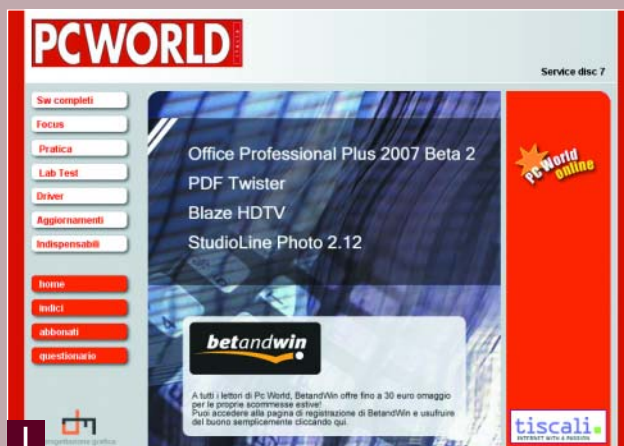 PCWORLD
ITALIA
Service disc 7
Sw completi
Focus
Pratica
Lab Test
Driver
Aggiornamenti
Indispensabili
home
indici
abbonati
questionario
Office Professional Plus 2007 Beta 2
PDF Twister
Blaze HDTV
StudioLine Photo 2.12
PC World
online
betandwin
A tutti i lettori di Pc World, BetandWin offre fino a 30 euro omaggio
per le proprie scommesse estive!
Puoi accedere alla pagina di registrazione di BetandWin e usufruire
del buono semplicemente cliccando qui.
progettazione grafica
tiscali.
INTERNET WITH A PASSION